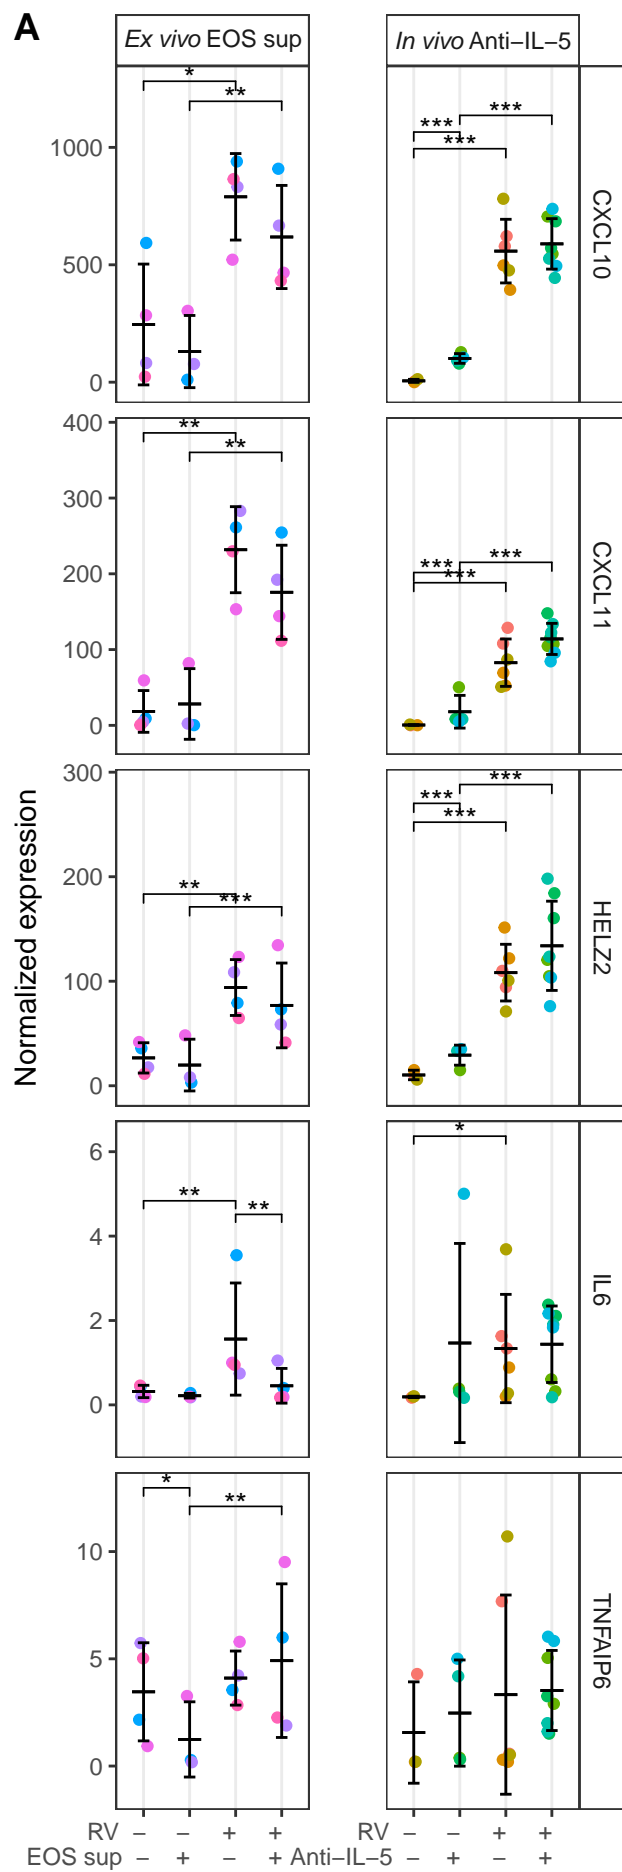 A
Ex vivo EOS sup
In vivo Anti−IL−5
Normalized expression
* ** *** *** ***
1000
500
0
CXCL10
** ** *** *** ***
400
300
200
100
0
CXCL11
** *** *** *** ***
300
200
100
0
HELZ2
** ** *
6
4
2
0
IL6
* **
10
5
0
TNFAIP6
RV − − + + RV − − + +
EOS sup − + − + Anti−IL−5 − + − +